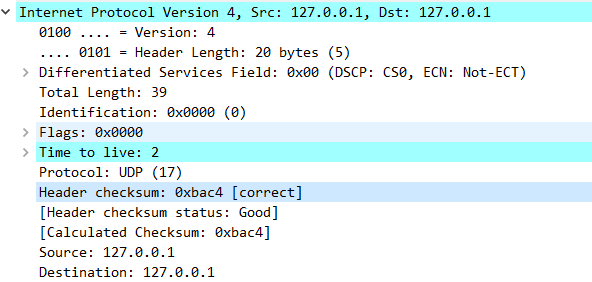 Internet Protocol Version 4, Src: 127.0.0.1, Dst: 127.0.0.1
0100 .... = Version: 4
.... 0101 = Header Length: 20 bytes (5)
Differentiated Services Field: 0x00 (DSCP: CS0, ECN: Not-ECT)
Total Length: 39
Identification: 0x0000 (0)
Flags: 0x0000
Time to live: 2
Protocol: UDP (17)
Header checksum: 0xbac4 [correct]
[Header checksum status: Good]
[Calculated Checksum: 0xbac4]
Source: 127.0.0.1
Destination: 127.0.0.1